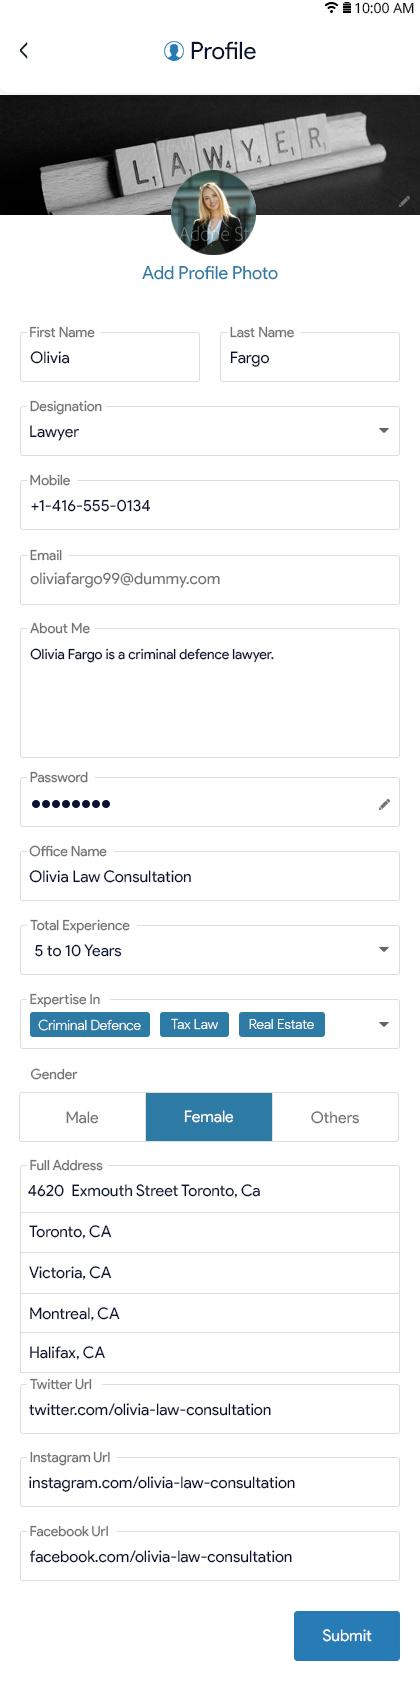 10:00 AM
Profile
LAWYER
Adobe St
Add Profile Photo
First Name
Last Name
Olivia
Fargo
Designation
Lawyer
Mobile
+1-416-555-0134
Email
oliviafargo99@dummy.com
About Me
Olivia Fargo is a criminal defence lawyer.
Password
Office Name
Olivia Law Consultation
Total Experience
5 to 10 Years
Expertise In
Criminal Defence Tax Law Real Estate
Gender
Male Female Others
Full Address
4620 Exmouth Street Toronto, Ca
Toronto, CA
Victoria, CA
Montreal, CA
Halifax, CA
Twitter Url
twitter.com/olivia-law-consultation
Instagram Url
instagram.com/olivia-law-consultation
Facebook Url
facebook.com/olivia-law-consultation
Submit